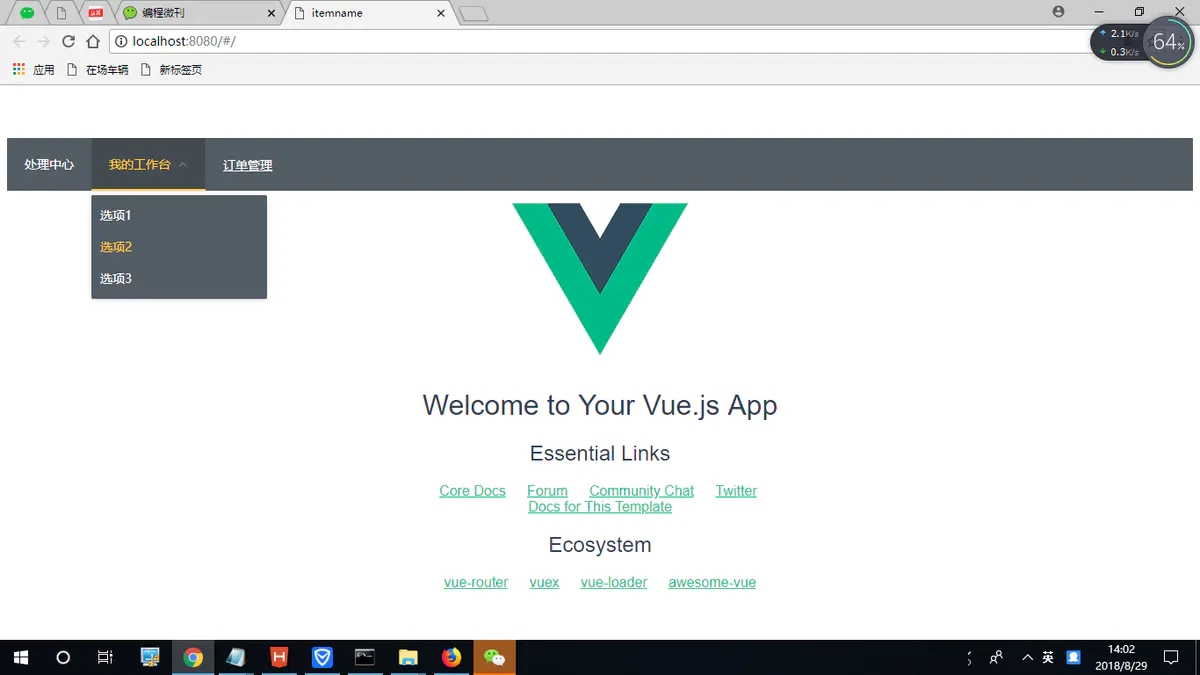 编程微刊
itemname
localhost:8080/#/
2.1K/s
0.3K/s
64%
应用
在场车辆
新标签页
处理中心
我的工作台
订单管理
选项1
选项2
选项3
Welcome to Your Vue.js App
Essential Links
Core Docs Forum Community Chat Twitter
Docs for This Template
Ecosystem
vue-router vuex vue-loader awesome-vue
英
14:02
2018/8/29